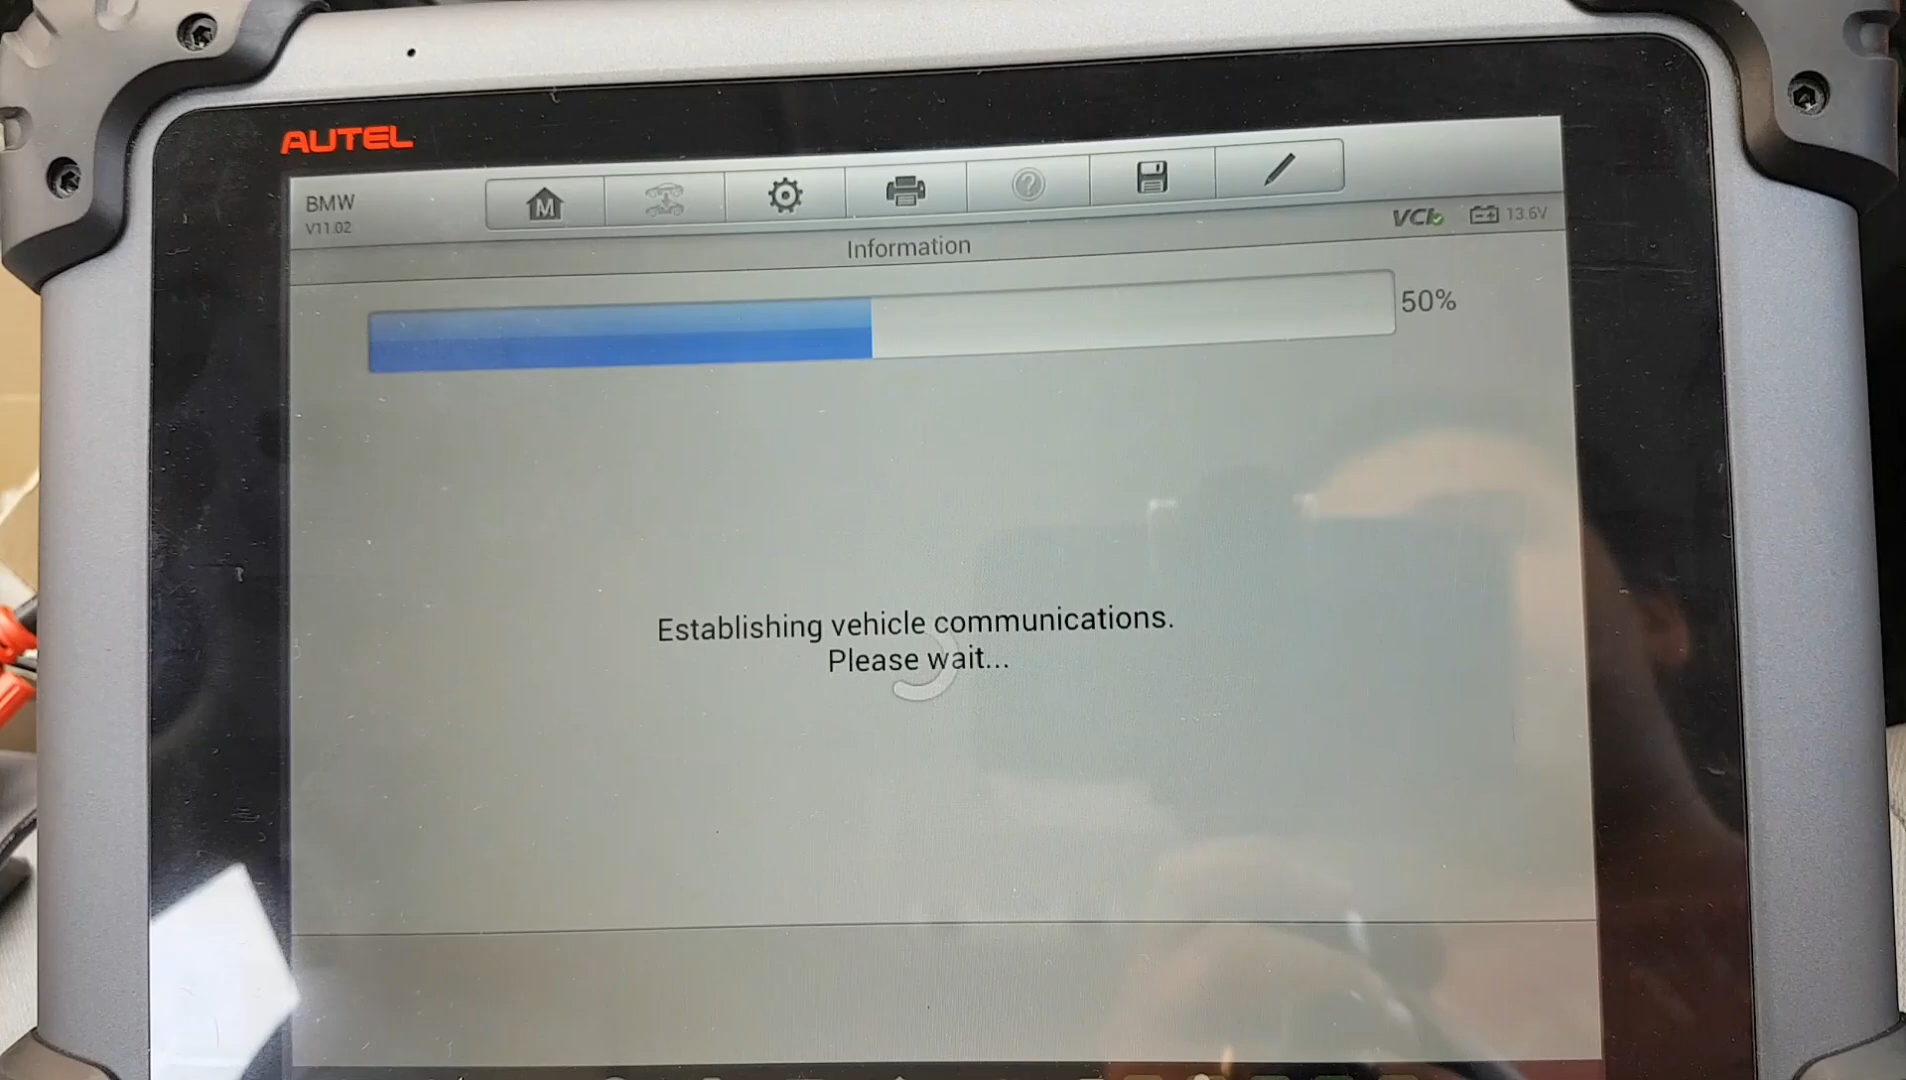 AUTEL
BMW
V11.02
M
?
VCI
13.6V
Information
50%
Establishing vehicle communications.
Please wait...